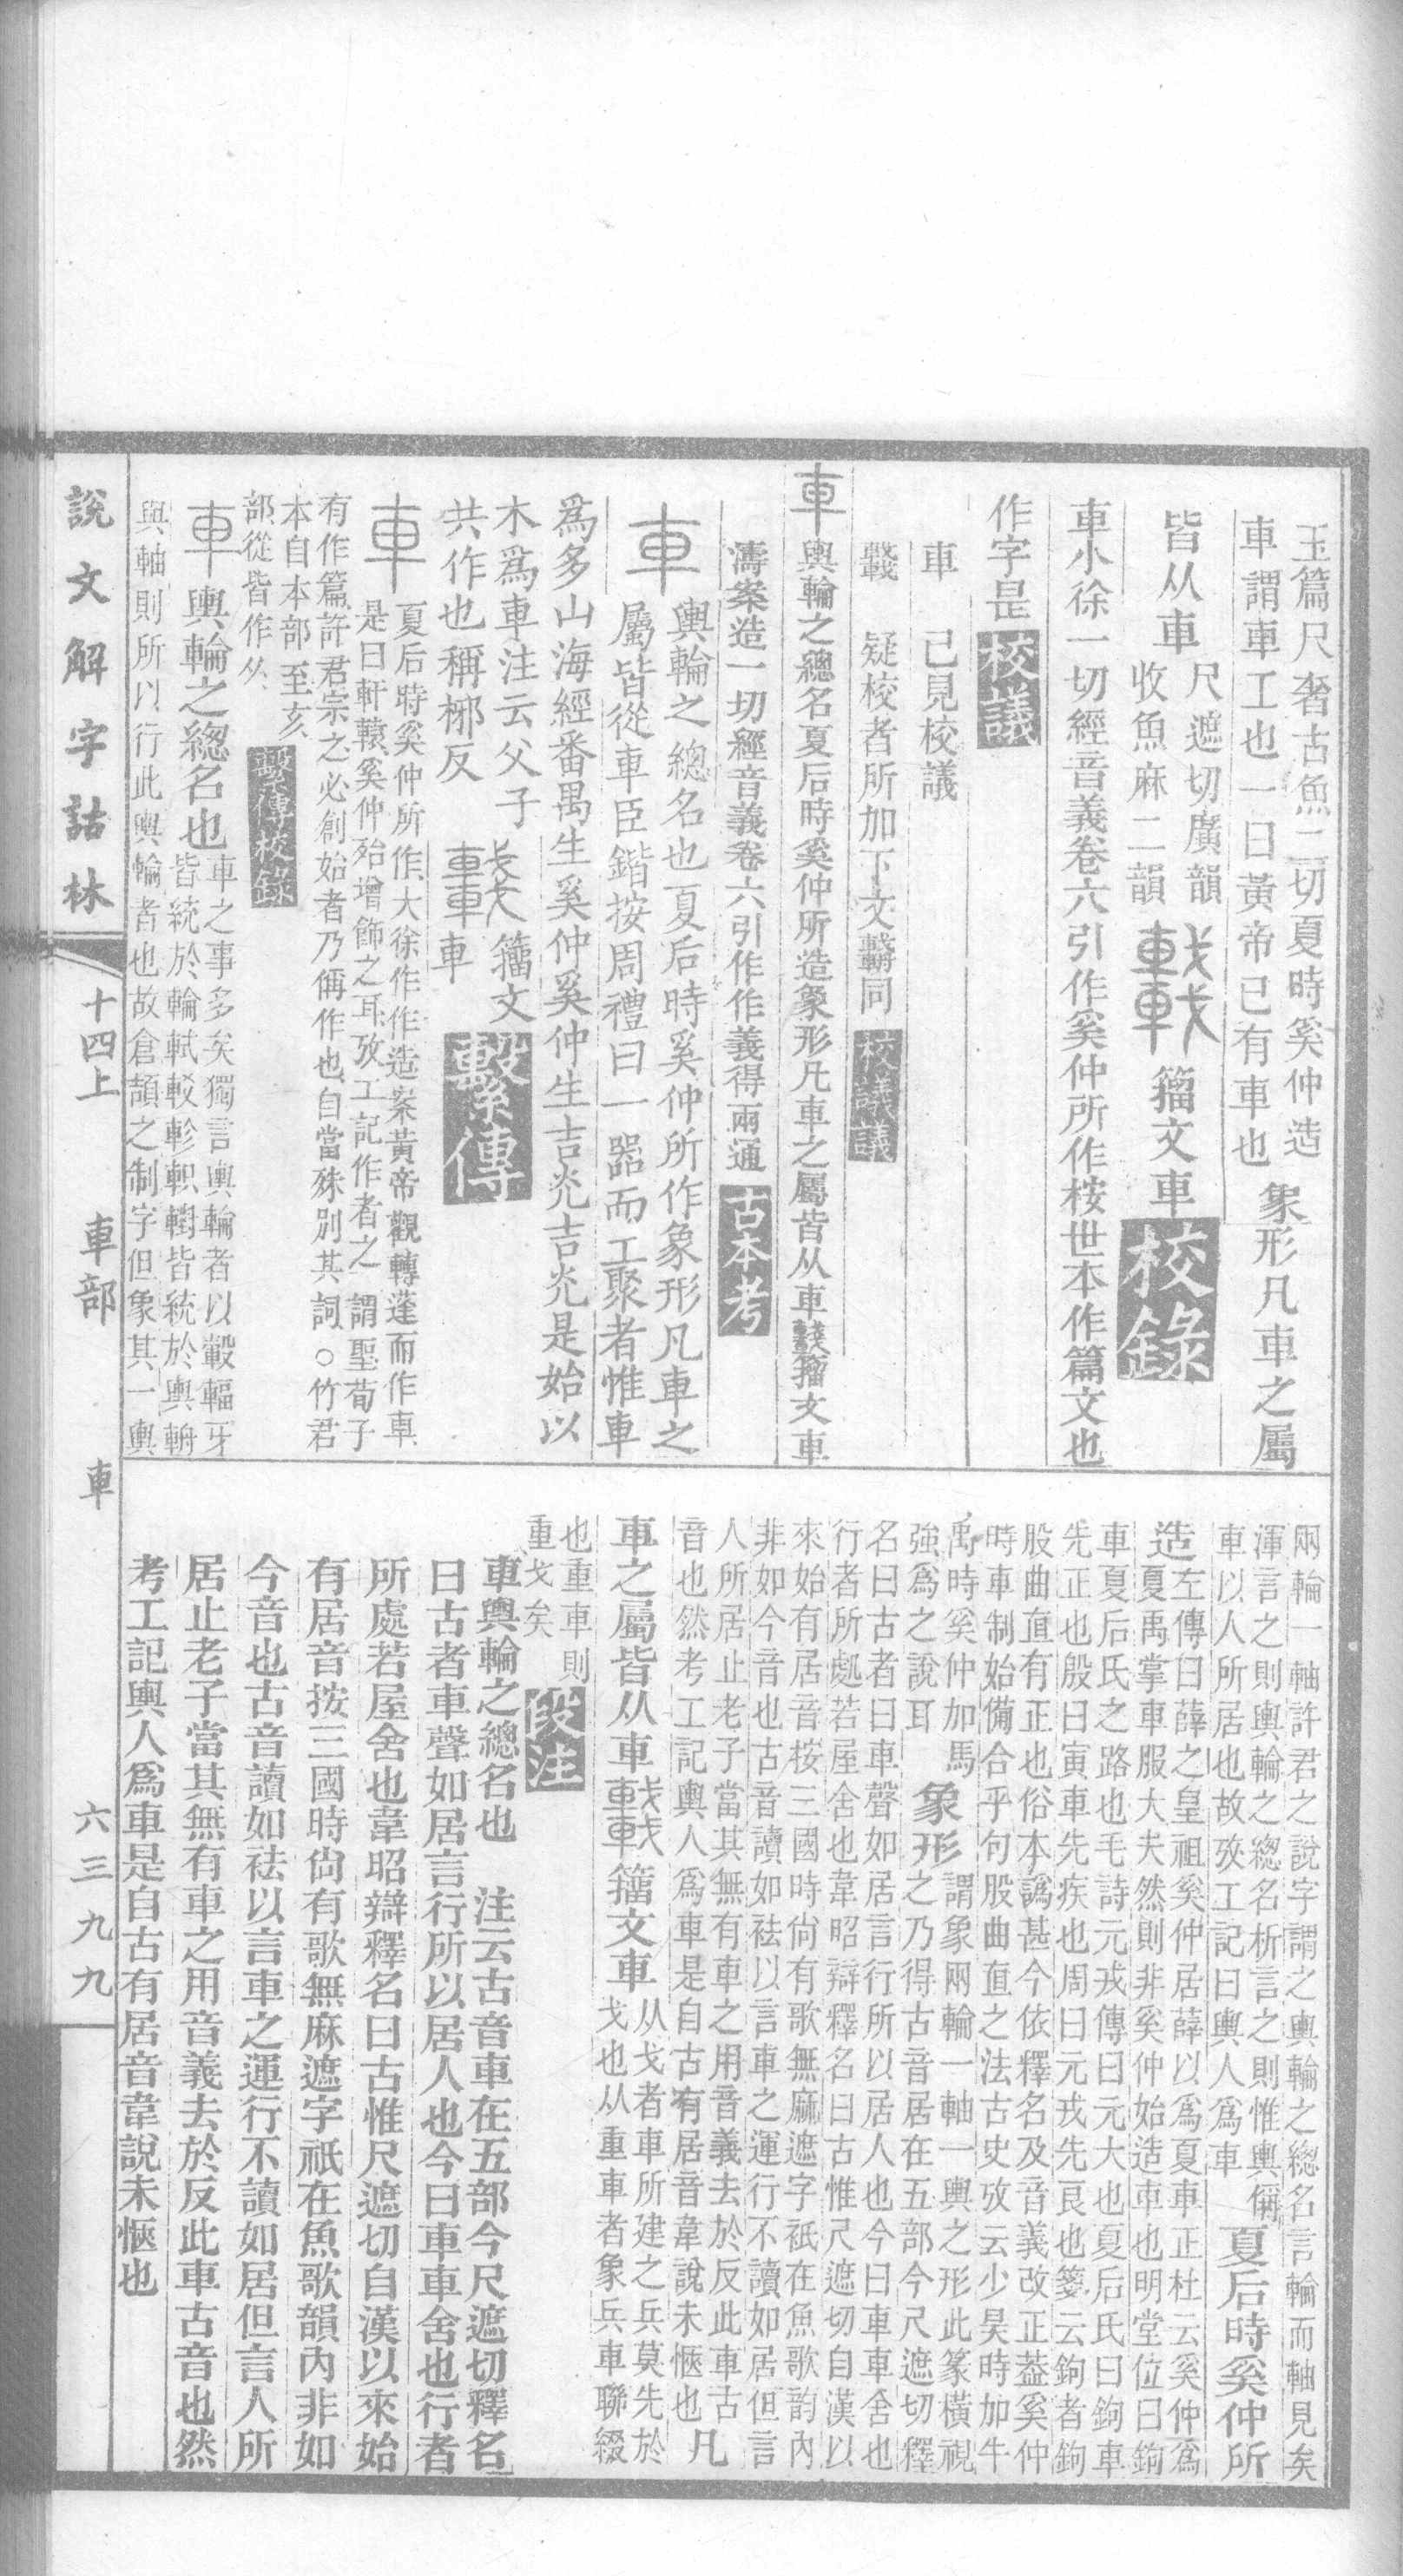 玉篇尺奢古魚二切夏時奚仲造
車謂車工也一曰黃帝已有車也
象形凡車之屬
皆从車
尺遮切廣韻
收魚麻二韻
籀文車
校錄
車小徐一切經音義卷六引作奚仲所作桉世本作篇文也
作字是
校議
車　已見校議
疑校者所加下文同
校議議
車輿輪之總名夏后時奚仲所造象形凡車之屬皆从車籀文車
濤案造一切經音義卷六引作作義得兩通
古本考
車
輿輪之總名也夏后時奚仲所作象形凡車之
屬皆從車臣鍇按周禮曰一器而工聚者惟車
爲多山海經番禺生奚仲奚仲生吉光吉光是始以
木爲車注云父子
共作也稱梛反
籀文
車
繫傳
車
夏后時奚仲所作大徐作作造案黃帝觀轉蓬而作車
是曰軒轅奚仲殆增飾之耳攷工記作者之謂聖荀子
有作篇許君宗之必創始者乃偁作也自當殊別其詞○竹君
本自本部至亥
部從皆作从
繫傳校錄
車輿輪之總名也
車之事多矣獨言輿輪者以轂輻牙
皆統於輪軾較軫軹轛皆統於輿輈
與軸則所以行此輿輪者也故倉頡之制字但象其一輿
兩輪一軸許君之說字謂之輿輪之總名言輪而軸見矣
渾言之則輿輪之總名析言之則惟輿偁
車以人所居也故攷工記曰輿人爲車
夏后時奚仲所
造
左傳曰薛之皇祖奚仲居薛以爲夏車正杜云奚仲爲
夏禹掌車服大夫然則非奚仲始造車也明堂位曰鉤
車夏后氏之路也毛詩元戎傳曰元大也夏后氏曰鉤車
先正也殷曰寅車先疾也周曰元戎先良也箋云鉤者鉤
股曲直有正也俗本譌甚今依釋名及音義改正葢奚仲
時車制始備合乎句股曲直之法古史攷云少昊時加牛
禹時奚仲加馬
強爲之說耳
象形
謂象兩輪一軸一輿之形此篆橫視
之乃得古音居在五部今尺遮切釋
名曰古者曰車聲如居言行所以居人也今曰車車舍也
行者所処若屋舍也韋昭辯釋名曰古惟尺遮切自漢以
來始有居音按三國時尙有歌無麻遮字衹在魚歌韵內
非如今音也古音讀如祛以言車之運行不讀如居但言
人所居止老子當其無有車之用音義去於反此車古
音也然考工記輿人爲車是自古有居音韋說未愜也
凡
車之屬皆从車
籀文車
从戈者車所建之兵莫先於
戈也从重車者象兵車聯綴
也重車則
重戈矣
段注
車輿輪之總名也　注云古音車在五部今尺遮切釋名
曰古者車聲如居言行所以居人也今曰車車舍也行者
所處若屋舍也韋昭辯釋名曰古惟尺遮切自漢以來始
有居音按三國時尙有歌無麻遮字衹在魚歌韻內非如
今音也古音讀如祛以言車之運行不讀如居但言人所
居止老子當其無有車之用音義去於反此車古音也然
考工記輿人爲車是自古有居音韋說未愜也
說文解字詁林
十四上　車部　車
六三九九